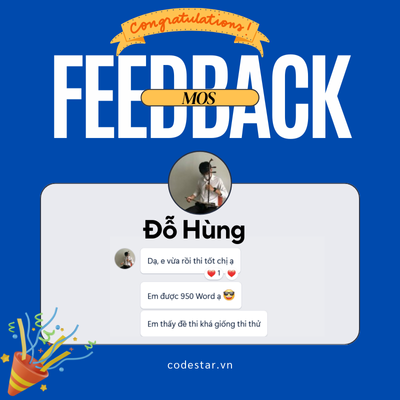 Congratulations!
FEEDBACK
MOS
Đỗ Hùng
Dạ, e vừa rồi thi tốt chị ạ
1
Em được 950 Word ạ
Em thấy đề thi khá giống thi thử
codestar.vn